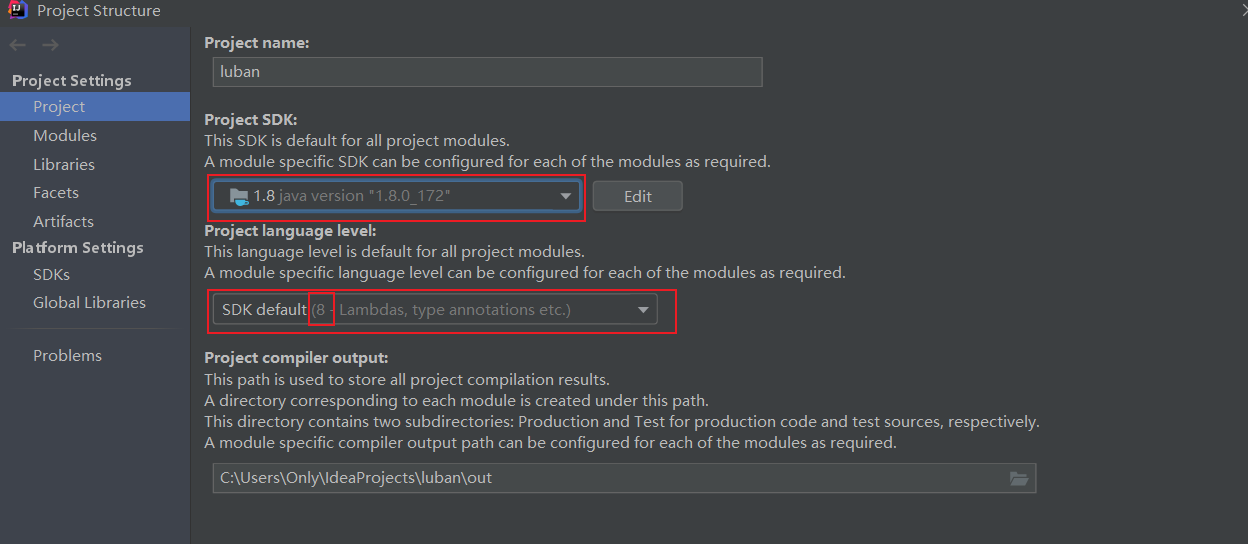 Project Structure
Project Settings
Project
Modules
Libraries
Facets
Artifacts
Platform Settings
SDKs
Global Libraries
Problems
Project name:
luban
Project SDK:
This SDK is default for all project modules.
A module specific SDK can be configured for each of the modules as required.
1.8 java version "1.8.0_172"
Edit
Project language level:
This language level is default for all project modules.
A module specific language level can be configured for each of the modules as required.
SDK default (8 - Lambdas, type annotations etc.)
Project compiler output:
This path is used to store all project compilation results.
A directory corresponding to each module is created under this path.
This directory contains two subdirectories: Production and Test for production code and test sources, respectively.
A module specific compiler output path can be configured for each of the modules as required.
C:\Users\Only\IdeaProjects\luban\out